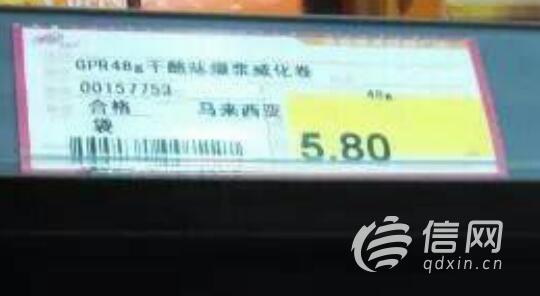 GPR48g干酪味爆浆威化卷
00157753
48g
合格 马来西亚
袋
5.80
信网
qdxin.cn